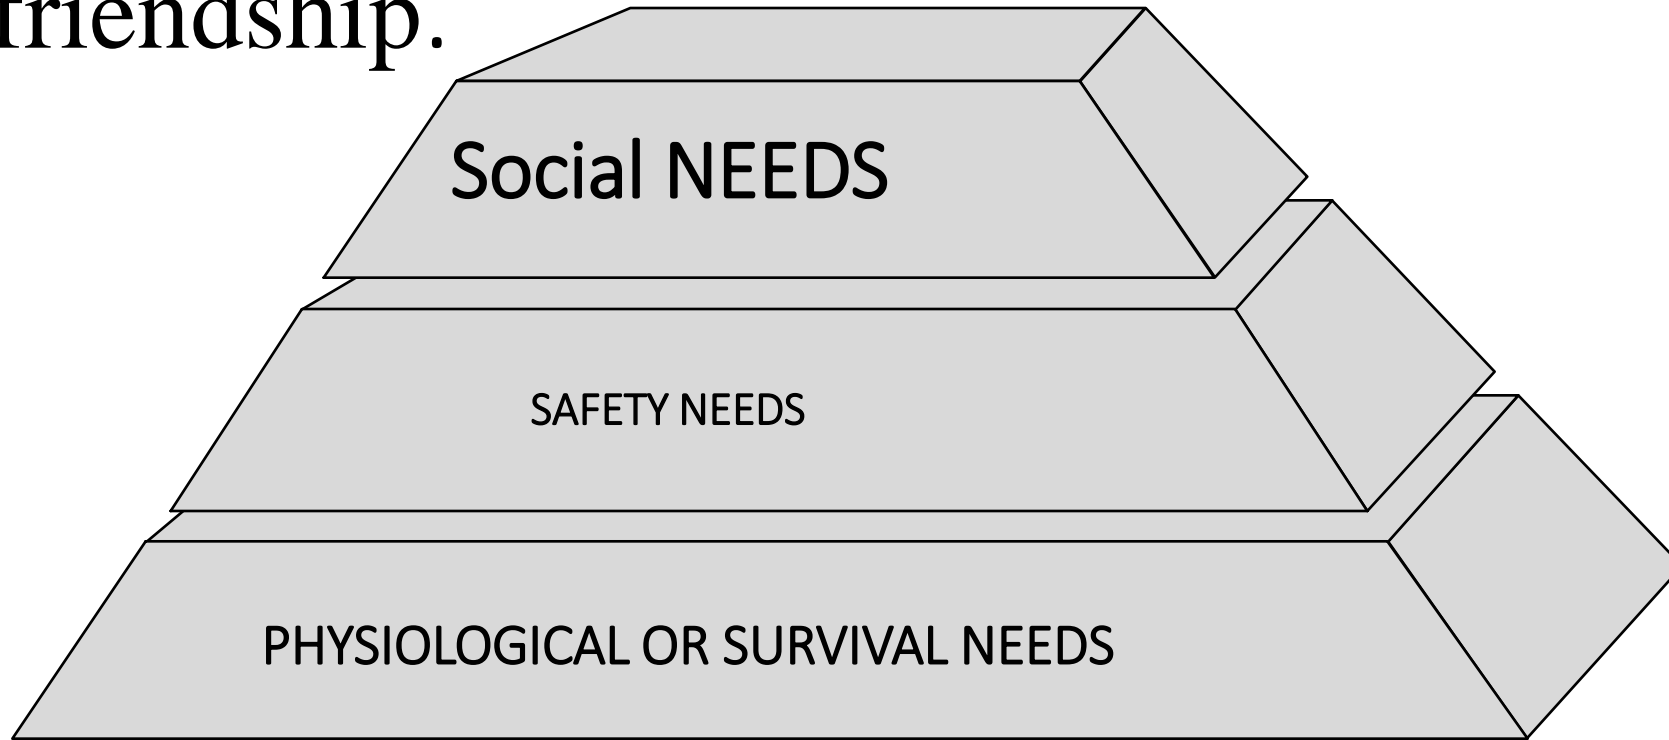 friendship.
Social NEEDS
SAFETY NEEDS
PHYSIOLOGICAL OR SURVIVAL NEEDS